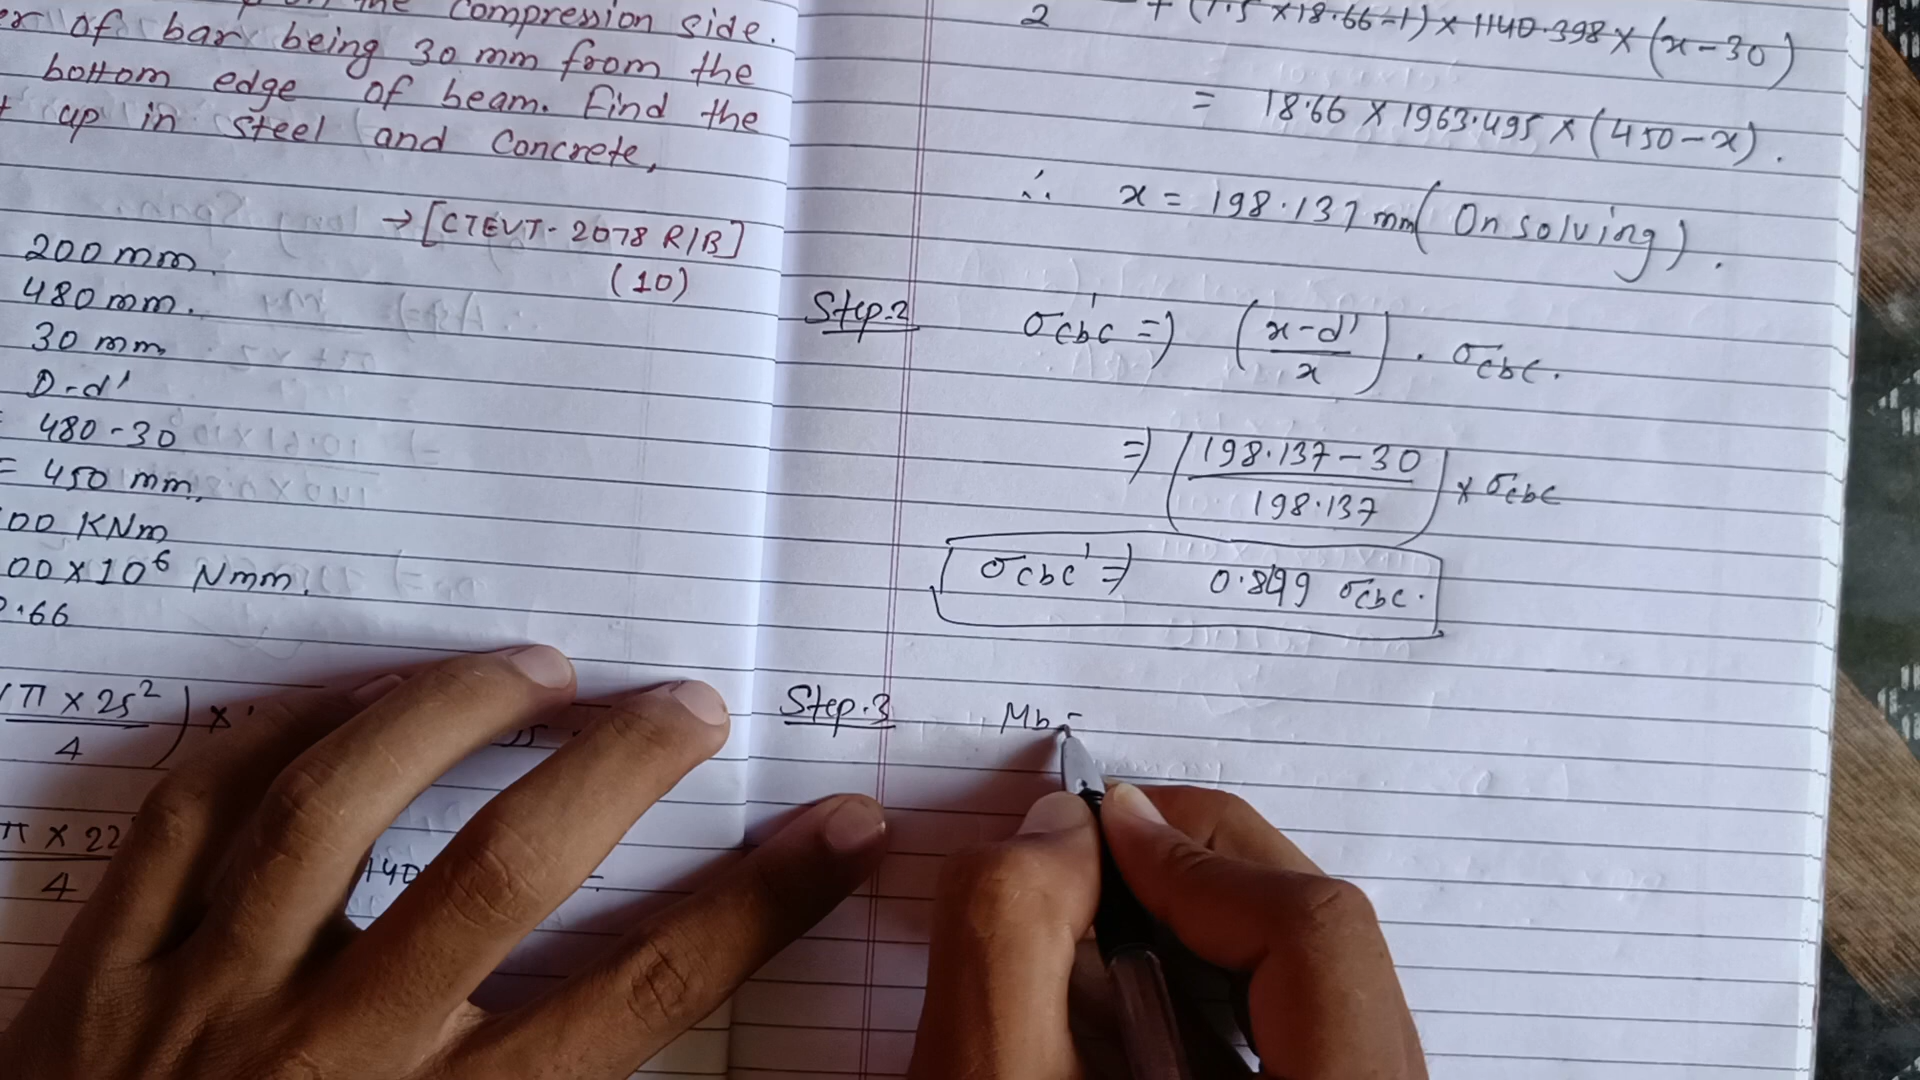 the compression side.
er of bar being 30 mm from the
bottom edge of beam. Find the
up in steel and Concrete,
→ [CTEVT- 2078 R/B]
(10)
200 mm.
480 mm.
30 mm
D-d'
480-30
= 450 mm,
00 KNm
00 x 10⁶ Nmm.
.66
(π x 25²
4
) x
π x 22
4
2 + (1.5 x 18.66-1) x 1140.398 x (x-30)
= 18.66 x 1963.495 x (450-x).
∴ x = 198.137 mm (On solving).
Step.2 σcbc' => (x-d' / x) . σcbc.
=> (198.137-30 / 198.137) x σcbc
σcbc' => 0.849 σcbc.
Step.3 Mb =